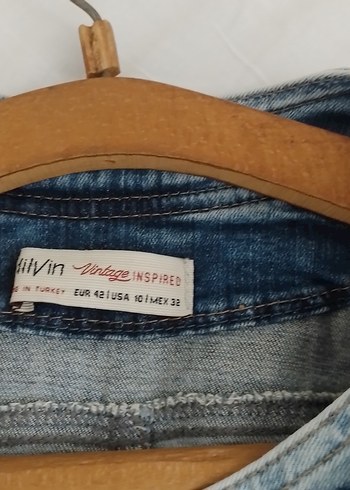 Vintage INSPIRED
IN TURKEY EUR 42 | USA 10 | MEX 32